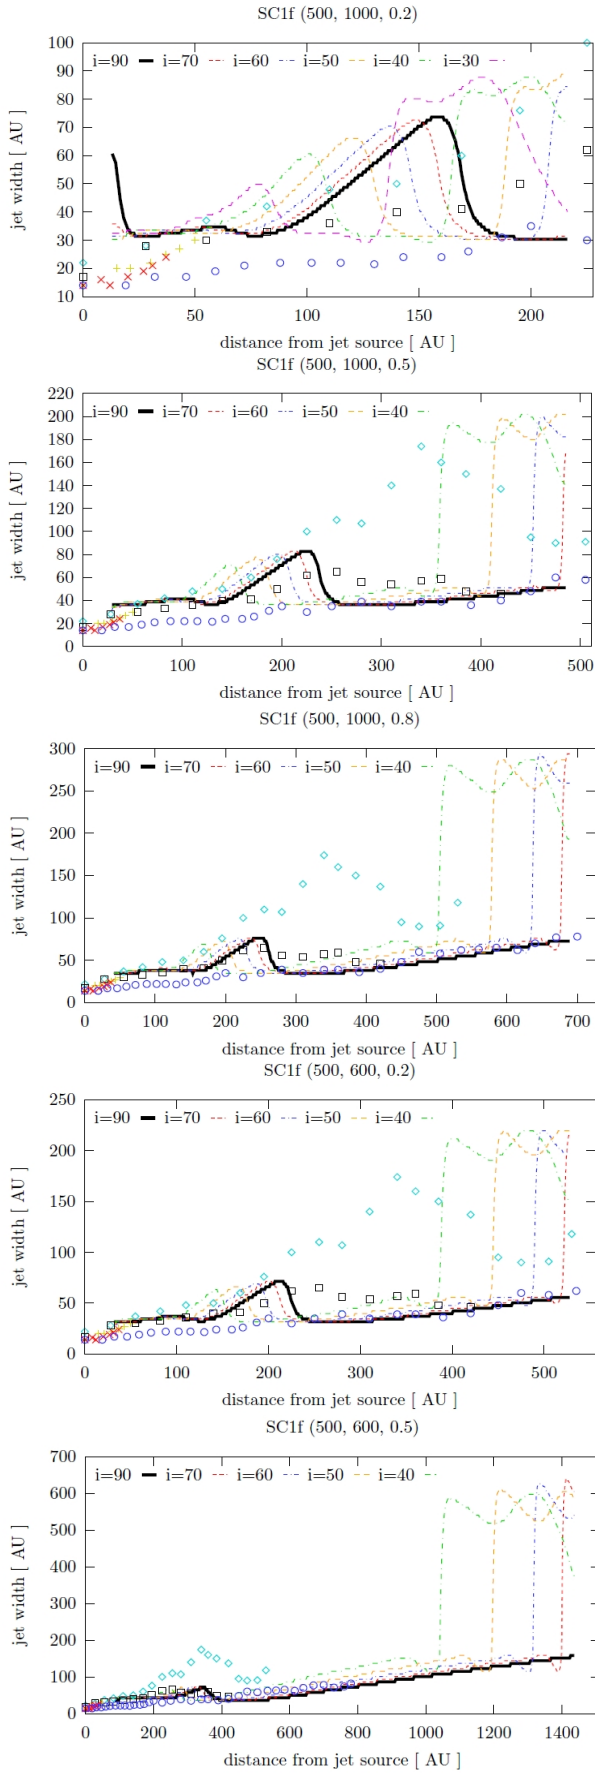 SC1f (500, 1000, 0.2)
100
90
80
70
60
50
40
30
20
10
i=90 i=70 i=60 i=50 i=40 i=30
jet width [ AU ]
0 50 100 150 200
distance from jet source [ AU ]
SC1f (500, 1000, 0.5)
220
200
180
160
140
120
100
80
60
40
20
0
i=90 i=70 i=60 i=50 i=40
jet width [ AU ]
0 100 200 300 400 500
distance from jet source [ AU ]
SC1f (500, 1000, 0.8)
300
250
200
150
100
50
0
i=90 i=70 i=60 i=50 i=40
jet width [ AU ]
0 100 200 300 400 500 600 700
distance from jet source [ AU ]
SC1f (500, 600, 0.2)
250
200
150
100
50
0
i=90 i=70 i=60 i=50 i=40
jet width [ AU ]
0 100 200 300 400 500
distance from jet source [ AU ]
SC1f (500, 600, 0.5)
700
600
500
400
300
200
100
0
i=90 i=70 i=60 i=50 i=40
jet width [ AU ]
0 200 400 600 800 1000 1200 1400
distance from jet source [ AU ]